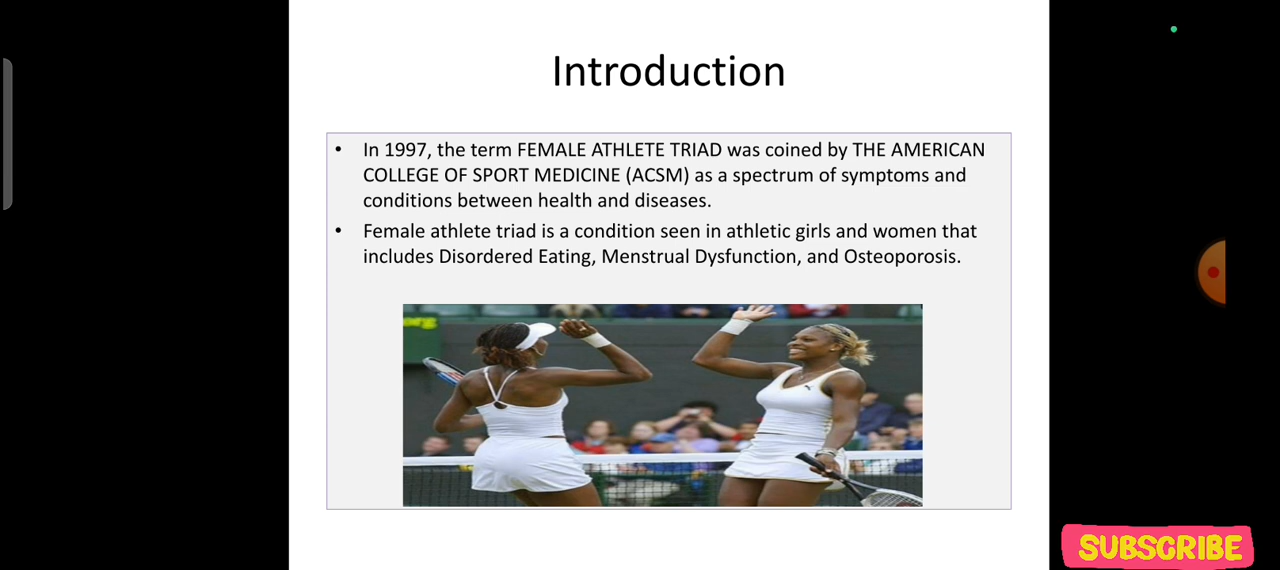 Introduction
• In 1997, the term FEMALE ATHLETE TRIAD was coined by THE AMERICAN
COLLEGE OF SPORT MEDICINE (ACSM) as a spectrum of symptoms and
conditions between health and diseases.
• Female athlete triad is a condition seen in athletic girls and women that
includes Disordered Eating, Menstrual Dysfunction, and Osteoporosis.
SUBSCRIBE